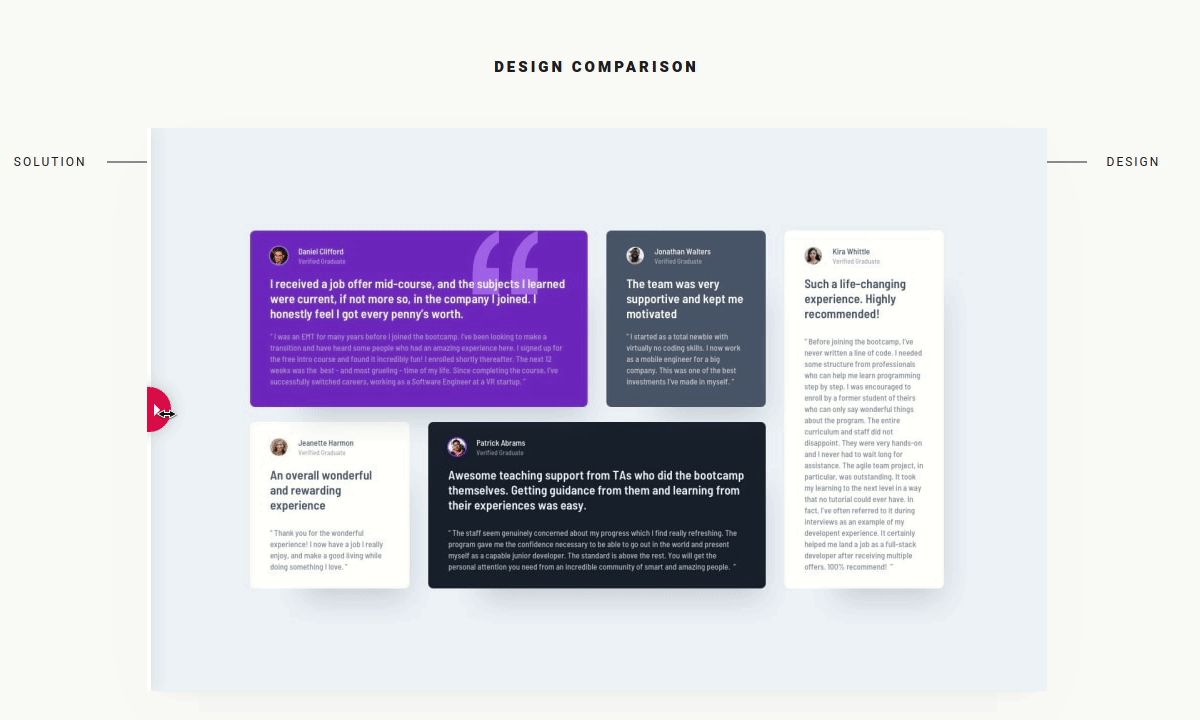 DESIGN COMPARISON
SOLUTION
DESIGN
Daniel Clifford
Verified Graduate
“
I received a job offer mid-course, and the subjects I learned
were current, if not more so, in the company I joined. I
honestly feel I got every penny's worth.
" I was an EMT for many years before I joined the bootcamp. I've been looking to make a
transition and have heard some people who had an amazing experience here. I signed up for
the free intro course and found it incredibly fun! I enrolled shortly thereafter. The next 12
weeks was the best - and most grueling - time of my life. Since completing the course, I've
successfully switched careers, working as a Software Engineer at a VR startup. "
Jonathan Walters
Verified Graduate
The team was very
supportive and kept me
motivated
" I started as a total newbie with
virtually no coding skills. I now work
as a mobile engineer for a big
company. This was one of the best
investments I've made in myself. "
Kira Whittle
Verified Graduate
Such a life-changing
experience. Highly
recommended!
" Before joining the bootcamp, I've
never written a line of code. I needed
some structure from professionals
who can help me learn programming
step by step. I was encouraged to
enroll by a former student of theirs
who can only say wonderful things
about the program. The entire
curriculum and staff did not
disappoint. They were very hands-on
and I never had to wait long for
assistance. The agile team project, in
particular, was outstanding. It took
my learning to the next level in a way
that no tutorial could ever have. In
fact, I've often referred to it during
interviews as an example of my
developent experience. It certainly
helped me land a job as a full-stack
developer after receiving multiple
offers. 100% recommend! "
Jeanette Harmon
Verified Graduate
An overall wonderful
and rewarding
experience
" Thank you for the wonderful
experience! I now have a job I really
enjoy, and make a good living while
doing something I love. "
Patrick Abrams
Verified Graduate
Awesome teaching support from TAs who did the bootcamp
themselves. Getting guidance from them and learning from
their experiences was easy.
" The staff seem genuinely concerned about my progress which I find really refreshing. The
program gave me the confidence necessary to be able to go out in the world and present
myself as a capable junior developer. The standard is above the rest. You will get the
personal attention you need from an incredible community of smart and amazing people. "